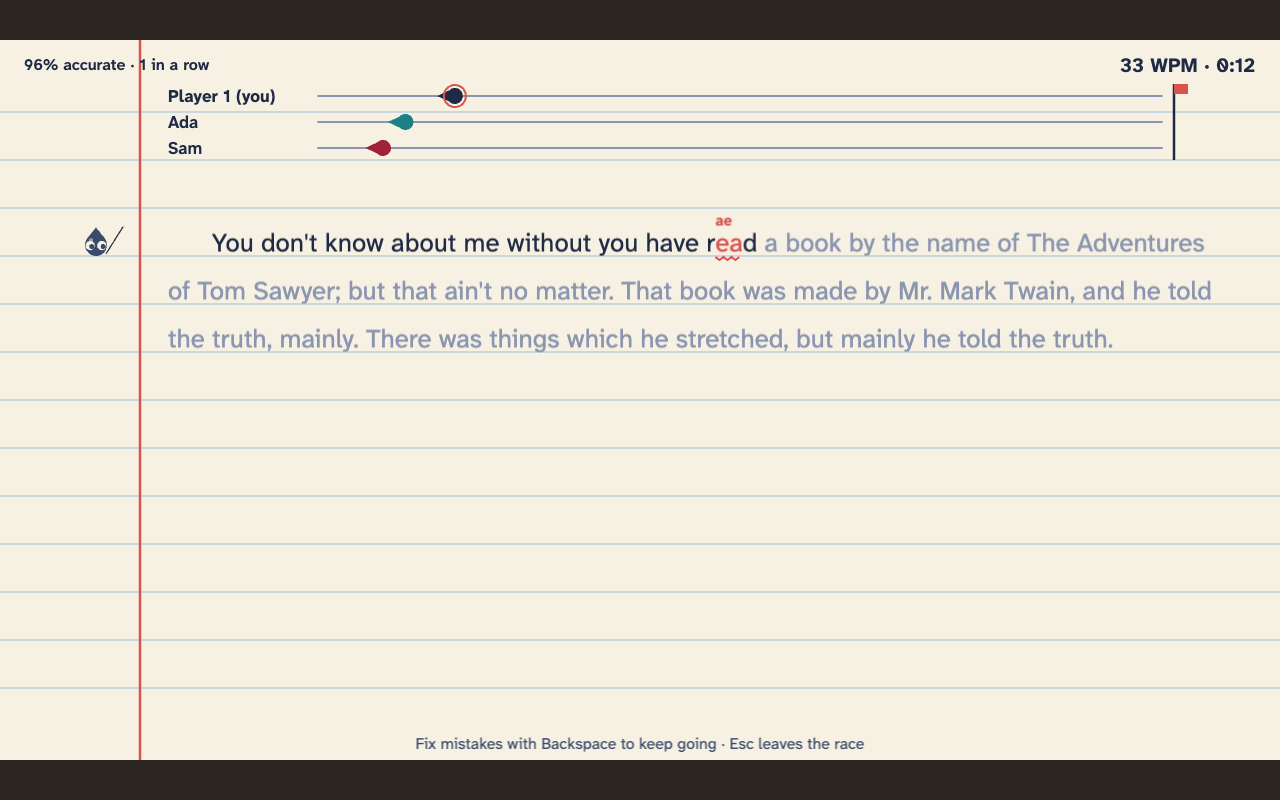 96% accurate · 1 in a row
33 WPM · 0:12
Player 1 (you)
Ada
Sam
ae
You don't know about me without you have read a book by the name of The Adventures
of Tom Sawyer; but that ain't no matter. That book was made by Mr. Mark Twain, and he told
the truth, mainly. There was things which he stretched, but mainly he told the truth.
Fix mistakes with Backspace to keep going · Esc leaves the race